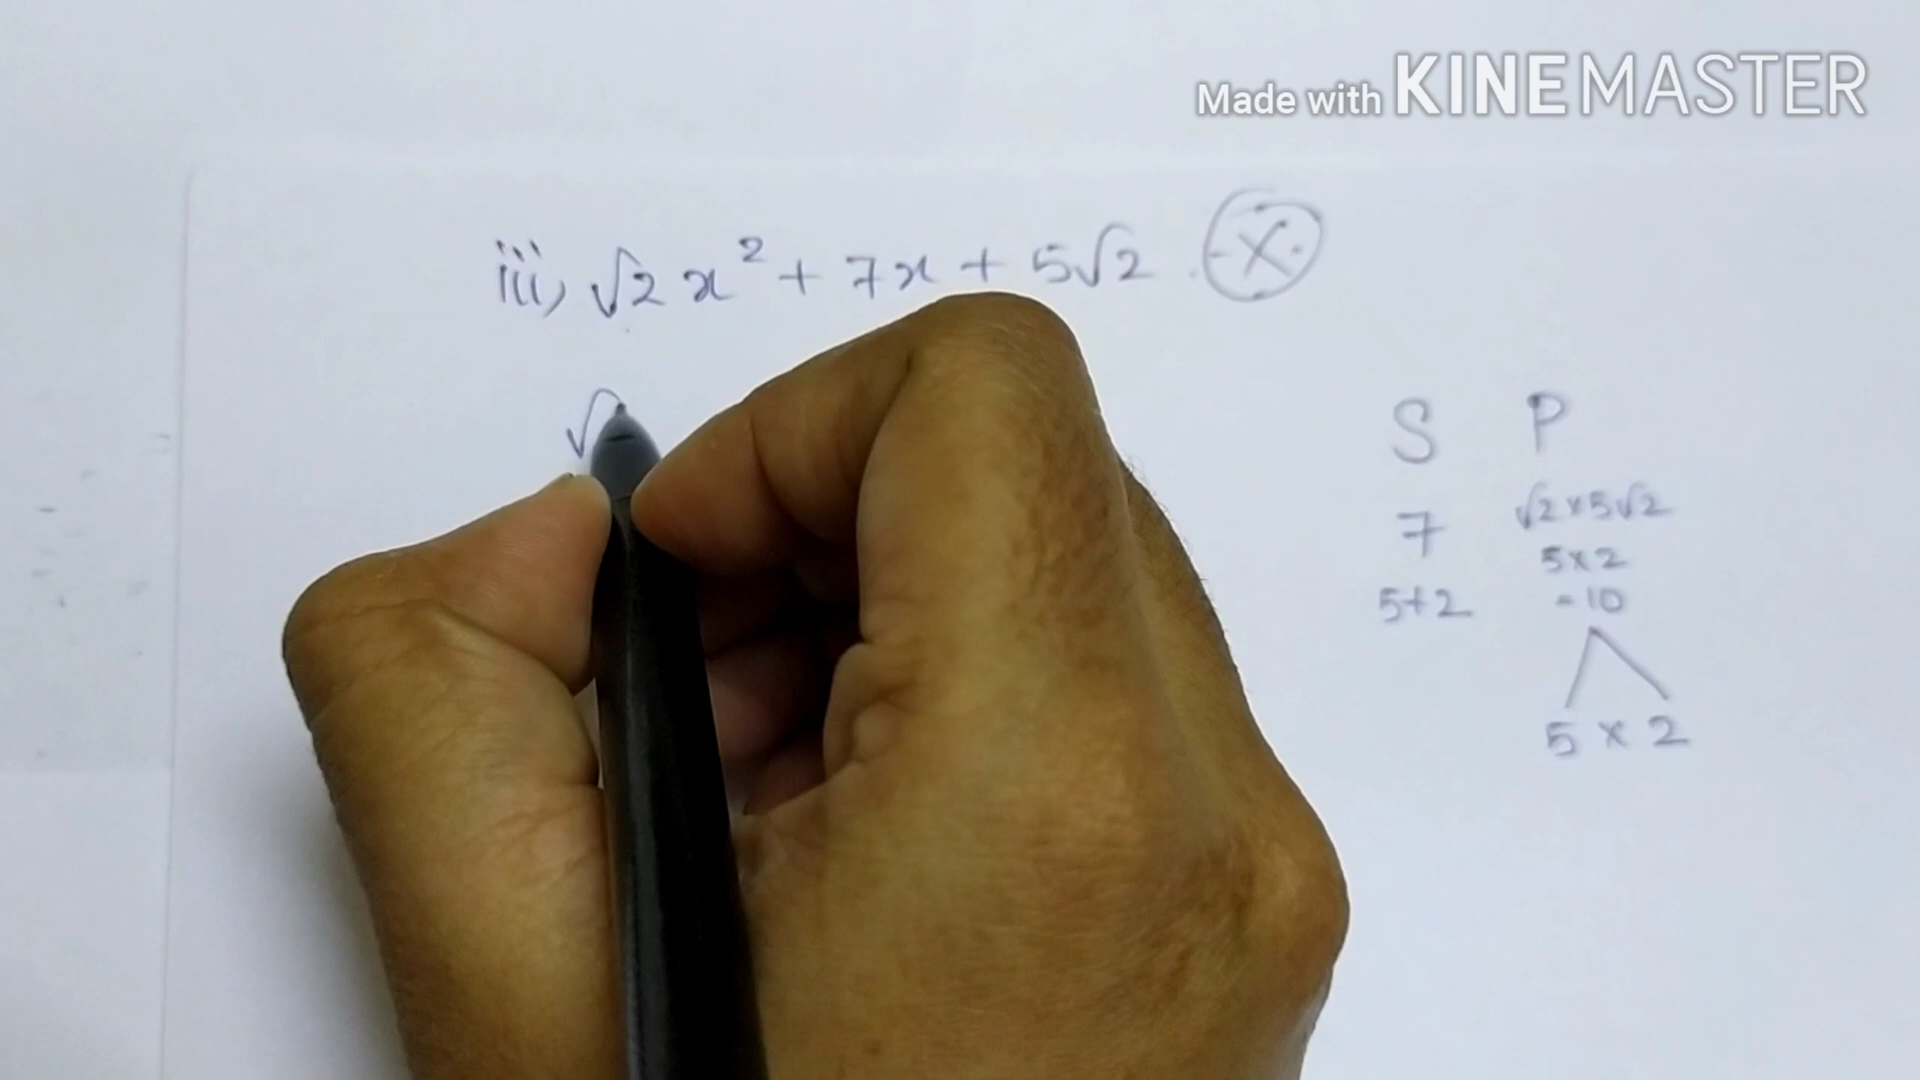 Made with KINEMASTER
iii) √2 x² + 7x + 5√2 X
√
S P
7 √2 x 5√2
5 x 2
5+2 = 10
5 x 2